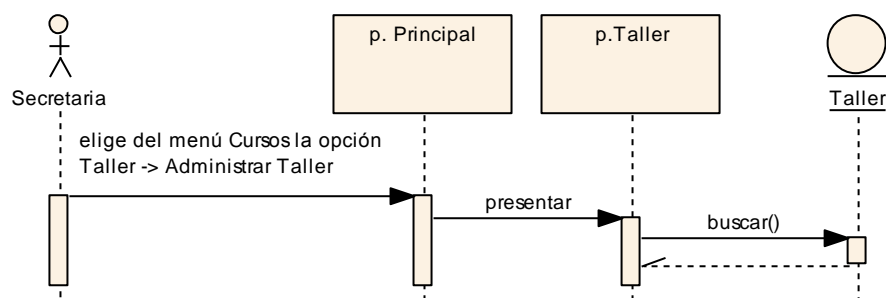 p. Principal
p.Taller
Secretaria
Taller
elige del menú Cursos la opción
Taller -> Administrar Taller
presentar
buscar()